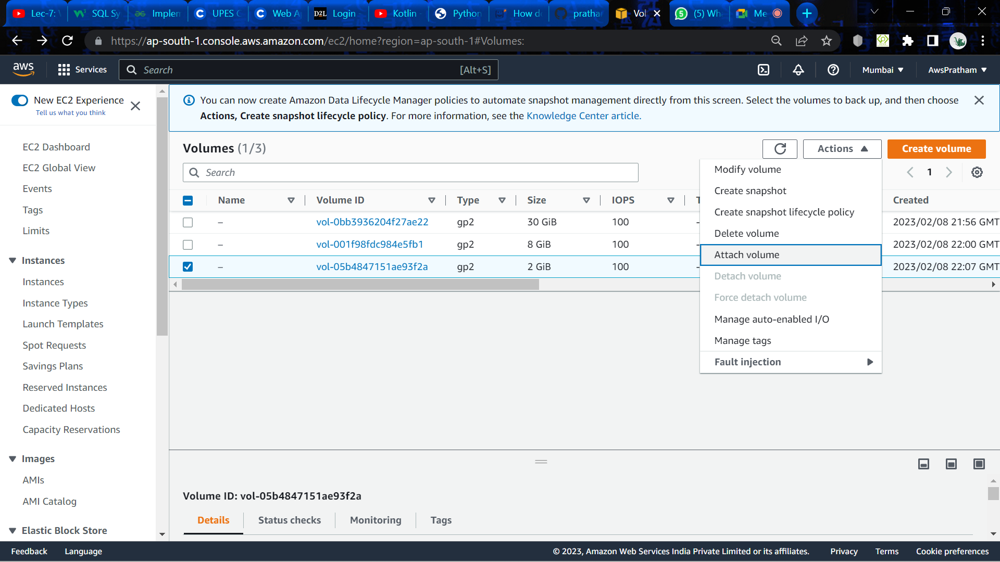 Lec-7:
SQL Sy
Implem
UPES C
Web A
D2L Login -
Kotlin -
Python
How do
prathar
Vol
(5) Wh
Me
https://ap-south-1.console.aws.amazon.com/ec2/home?region=ap-south-1#Volumes:
aws
Services
Search
[Alt+S]
Mumbai
AwsPratham
New EC2 Experience
Tell us what you think
EC2 Dashboard
EC2 Global View
Events
Tags
Limits
Instances
Instances
Instance Types
Launch Templates
Spot Requests
Savings Plans
Reserved Instances
Dedicated Hosts
Capacity Reservations
Images
AMIs
AMI Catalog
Elastic Block Store
You can now create Amazon Data Lifecycle Manager policies to automate snapshot management directly from this screen. Select the volumes to back up, and then choose
Actions, Create snapshot lifecycle policy. For more information, see the Knowledge Center article.
Volumes (1/3)
Actions
Create volume
Search
1
Name Volume ID Type Size IOPS T Created
– vol-0bb3936204f27ae22 gp2 30 GiB 100 - 2023/02/08 21:56 GMT
– vol-001f98fdc984e5fb1 gp2 8 GiB 100 - 2023/02/08 22:00 GMT
– vol-05b4847151ae93f2a gp2 2 GiB 100 - 2023/02/08 22:07 GMT
Modify volume
Create snapshot
Create snapshot lifecycle policy
Delete volume
Attach volume
Detach volume
Force detach volume
Manage auto-enabled I/O
Manage tags
Fault injection
Volume ID: vol-05b4847151ae93f2a
Details
Status checks
Monitoring
Tags
Feedback
Language
© 2023, Amazon Web Services India Private Limited or its affiliates.
Privacy
Terms
Cookie preferences